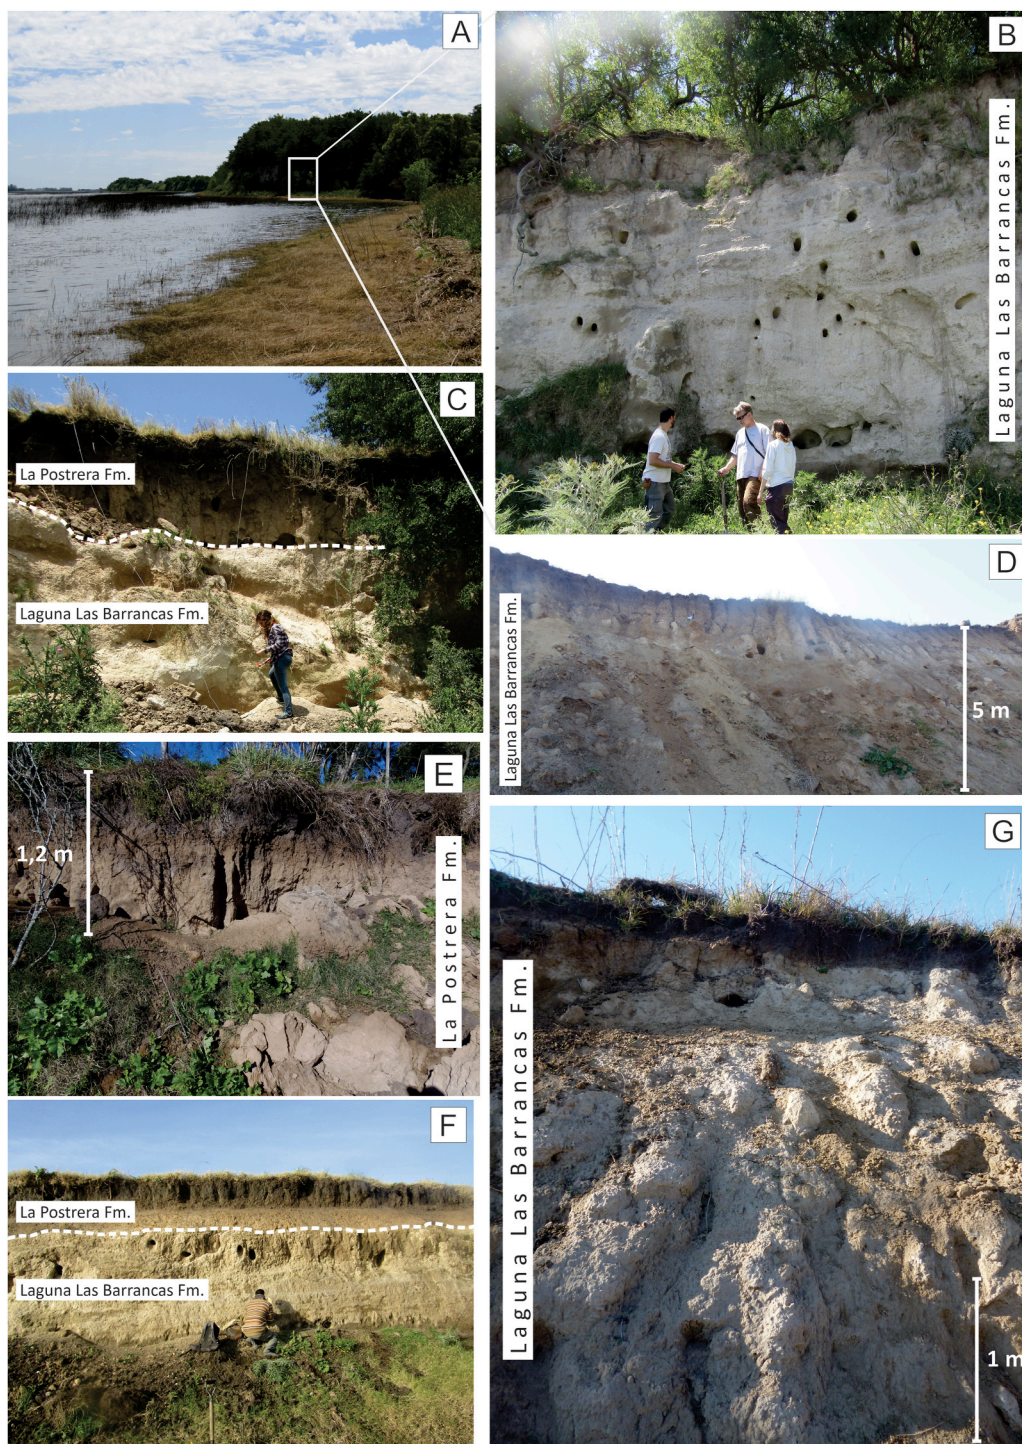 A
B
Laguna Las Barrancas Fm.
C
La Postrera Fm.
Laguna Las Barrancas Fm.
D
Laguna Las Barrancas Fm.
5 m
E
1,2 m
La Postrera Fm.
F
La Postrera Fm.
Laguna Las Barrancas Fm.
G
Laguna Las Barrancas Fm.
1 m